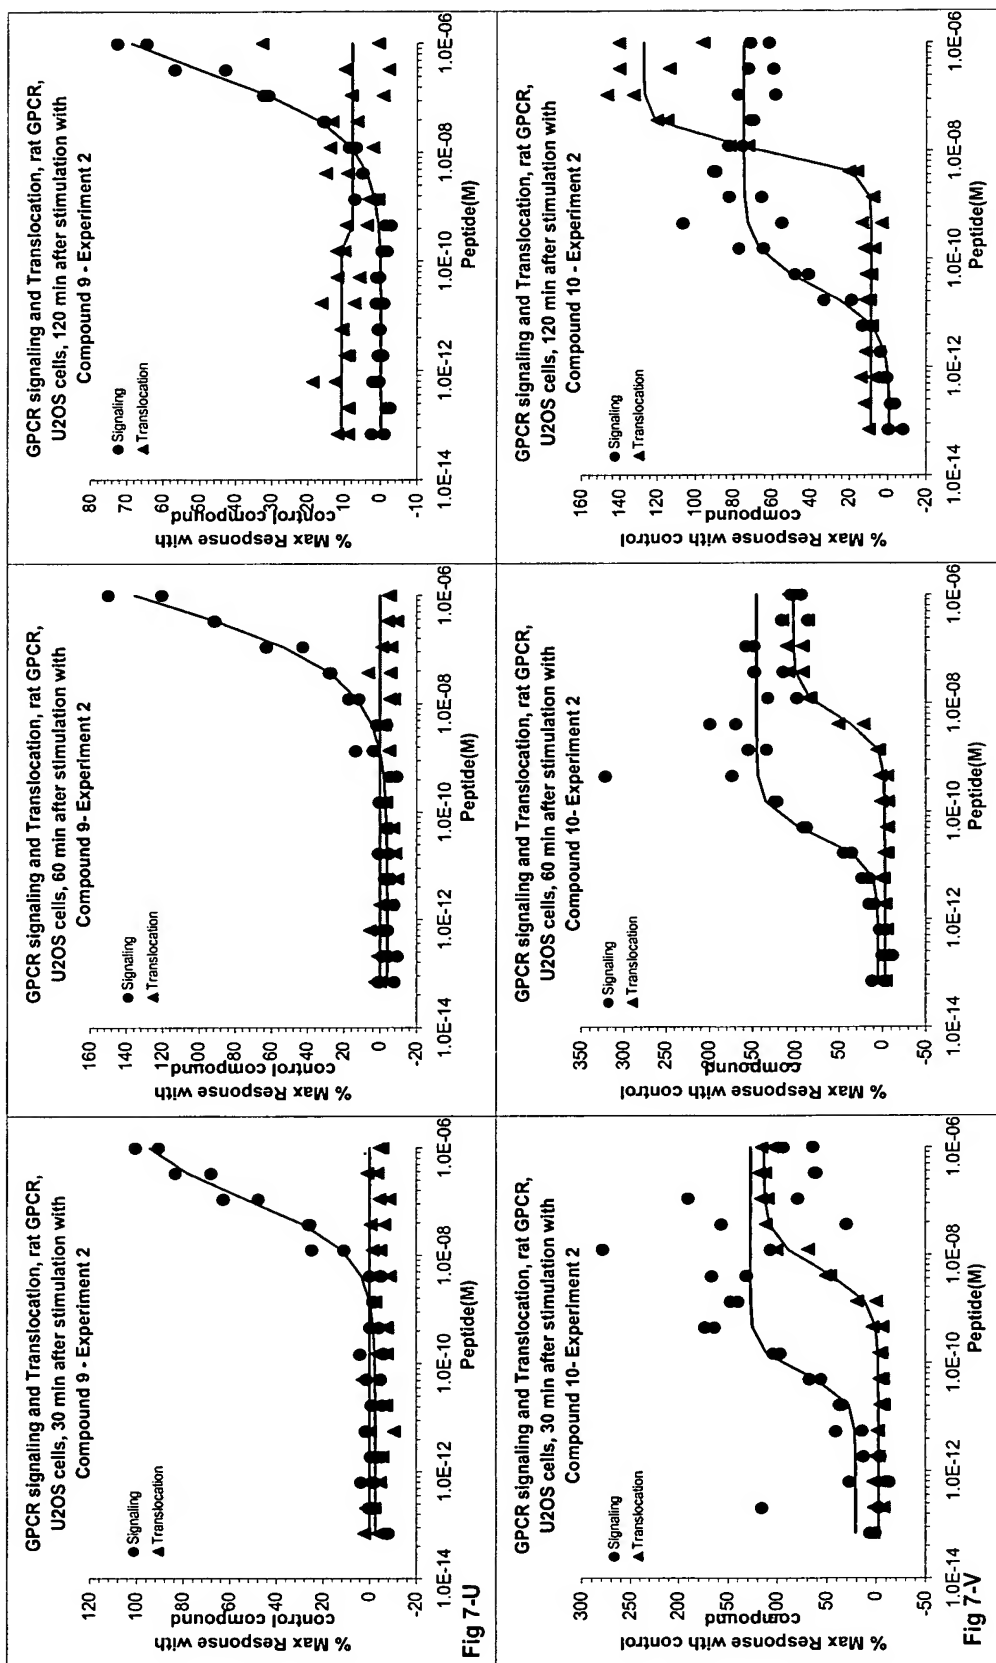 GPCR signaling and Translocation, rat GPCR,
U2OS cells, 30 min after stimulation with
Compound 9 - Experiment 2
Signaling
Translocation
% Max Response with
control compound
120
100
80
60
40
20
0
-20
1.0E-14
1.0E-12
1.0E-10
1.0E-08
1.0E-06
Peptide(M)
Fig 7-U
GPCR signaling and Translocation, rat GPCR,
U2OS cells, 60 min after stimulation with
Compound 9- Experiment 2
Signaling
Translocation
% Max Response with
control compound
160
140
120
100
80
60
40
20
0
-20
1.0E-14
1.0E-12
1.0E-10
1.0E-08
1.0E-06
Peptide(M)
GPCR signaling and Translocation, rat GPCR,
U2OS cells, 120 min after stimulation with
Compound 9 - Experiment 2
Signaling
Translocation
% Max Response with
control compound
80
70
60
50
40
30
20
10
0
-10
1.0E-14
1.0E-12
1.0E-10
1.0E-08
1.0E-06
Peptide(M)
GPCR signaling and Translocation, rat GPCR,
U2OS cells, 30 min after stimulation with
Compound 10- Experiment 2
Signaling
Translocation
% Max Response with control
compound
300
250
200
150
100
50
0
-50
1.0E-14
1.0E-12
1.0E-10
1.0E-08
1.0E-06
Peptide(M)
Fig 7-V
GPCR signaling and Translocation, rat GPCR,
U2OS cells, 60 min after stimulation with
Compound 10- Experiment 2
Signaling
Translocation
% Max Response with control
compound
350
300
250
200
150
100
50
0
-50
1.0E-14
1.0E-12
1.0E-10
1.0E-08
1.0E-06
Peptide(M)
GPCR signaling and Translocation, rat GPCR,
U2OS cells, 120 min after stimulation with
Compound 10 - Experiment 2
Signaling
Translocation
% Max Response with control
compound
160
140
120
100
80
60
40
20
0
-20
1.0E-14
1.0E-12
1.0E-10
1.0E-08
1.0E-06
Peptide(M)